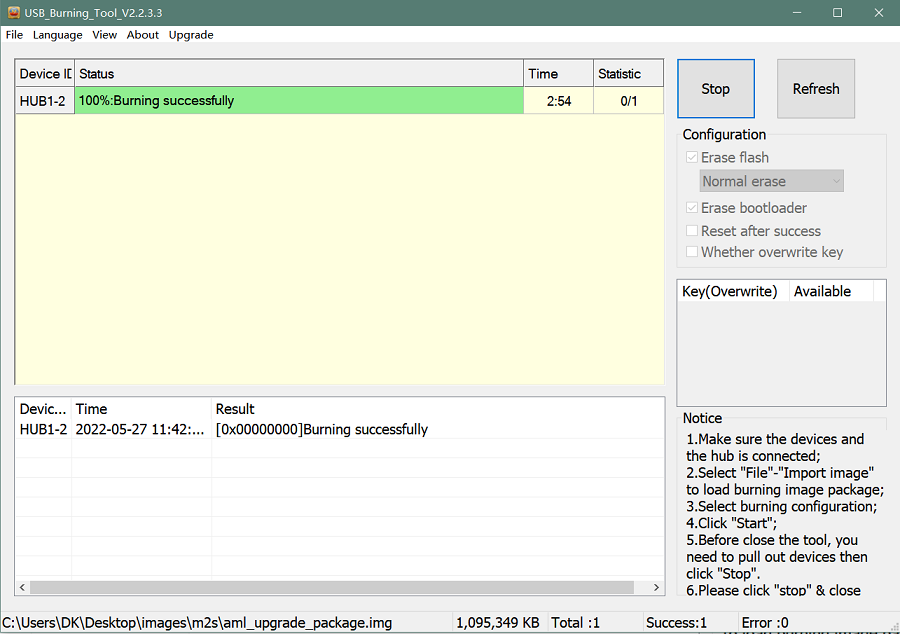 USB_Burning_Tool_V2.2.3.3
File Language View About Upgrade
Device ID Status Time Statistic
HUB1-2 100%:Burning successfully 2:54 0/1
Stop Refresh
Configuration
Erase flash
Normal erase
Erase bootloader
Reset after success
Whether overwrite key
Key(Overwrite) Available
Devic... Time Result
HUB1-2 2022-05-27 11:42:... [0x00000000]Burning successfully
Notice
1.Make sure the devices and
the hub is connected;
2.Select "File"-"Import image"
to load burning image package;
3.Select burning configuration;
4.Click "Start";
5.Before close the tool, you
need to pull out devices then
click "Stop".
6.Please click "stop" & close
C:\Users\DK\Desktop\images\m2s\aml_upgrade_package.img 1,095,349 KB Total :1 Success:1 Error :0